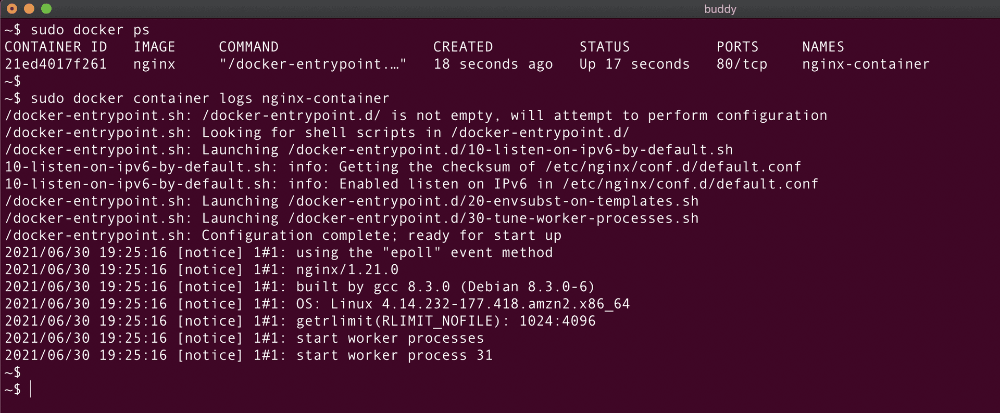 buddy
~$ sudo docker ps
CONTAINER ID   IMAGE     COMMAND                  CREATED          STATUS          PORTS     NAMES
21ed4017f261   nginx     "/docker-entrypoint.…"   18 seconds ago   Up 17 seconds   80/tcp    nginx-container
~$
~$ sudo docker container logs nginx-container
/docker-entrypoint.sh: /docker-entrypoint.d/ is not empty, will attempt to perform configuration
/docker-entrypoint.sh: Looking for shell scripts in /docker-entrypoint.d/
/docker-entrypoint.sh: Launching /docker-entrypoint.d/10-listen-on-ipv6-by-default.sh
10-listen-on-ipv6-by-default.sh: info: Getting the checksum of /etc/nginx/conf.d/default.conf
10-listen-on-ipv6-by-default.sh: info: Enabled listen on IPv6 in /etc/nginx/conf.d/default.conf
/docker-entrypoint.sh: Launching /docker-entrypoint.d/20-envsubst-on-templates.sh
/docker-entrypoint.sh: Launching /docker-entrypoint.d/30-tune-worker-processes.sh
/docker-entrypoint.sh: Configuration complete; ready for start up
2021/06/30 19:25:16 [notice] 1#1: using the "epoll" event method
2021/06/30 19:25:16 [notice] 1#1: nginx/1.21.0
2021/06/30 19:25:16 [notice] 1#1: built by gcc 8.3.0 (Debian 8.3.0-6)
2021/06/30 19:25:16 [notice] 1#1: OS: Linux 4.14.232-177.418.amzn2.x86_64
2021/06/30 19:25:16 [notice] 1#1: getrlimit(RLIMIT_NOFILE): 1024:4096
2021/06/30 19:25:16 [notice] 1#1: start worker processes
2021/06/30 19:25:16 [notice] 1#1: start worker process 31
~$
~$